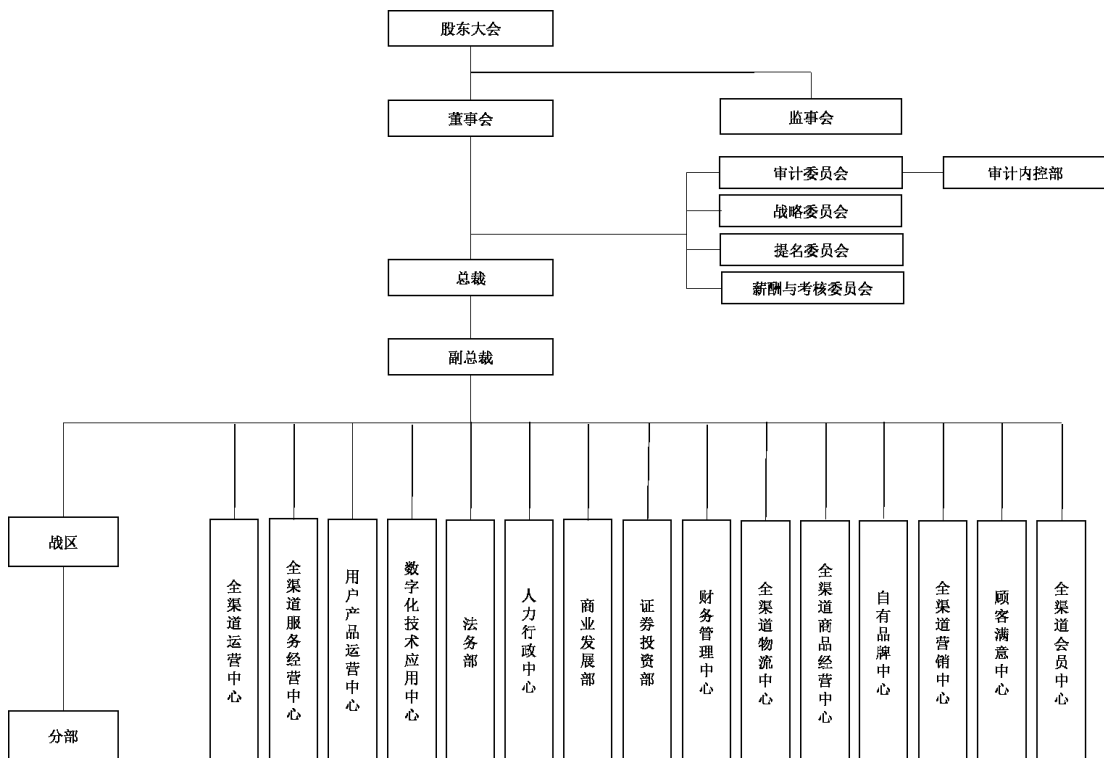 股东大会
董事会
监事会
审计委员会
审计内控部
战略委员会
提名委员会
总裁
薪酬与考核委员会
副总裁
战区
分部
全渠道运营中心
全渠道服务经营中心
用户产品运营中心
数字化技术应用中心
法务部
人力行政中心
商业发展部
证券投资部
财务管理中心
全渠道物流中心
全渠道商品经营中心
自有品牌中心
全渠道营销中心
顾客满意中心
全渠道会员中心